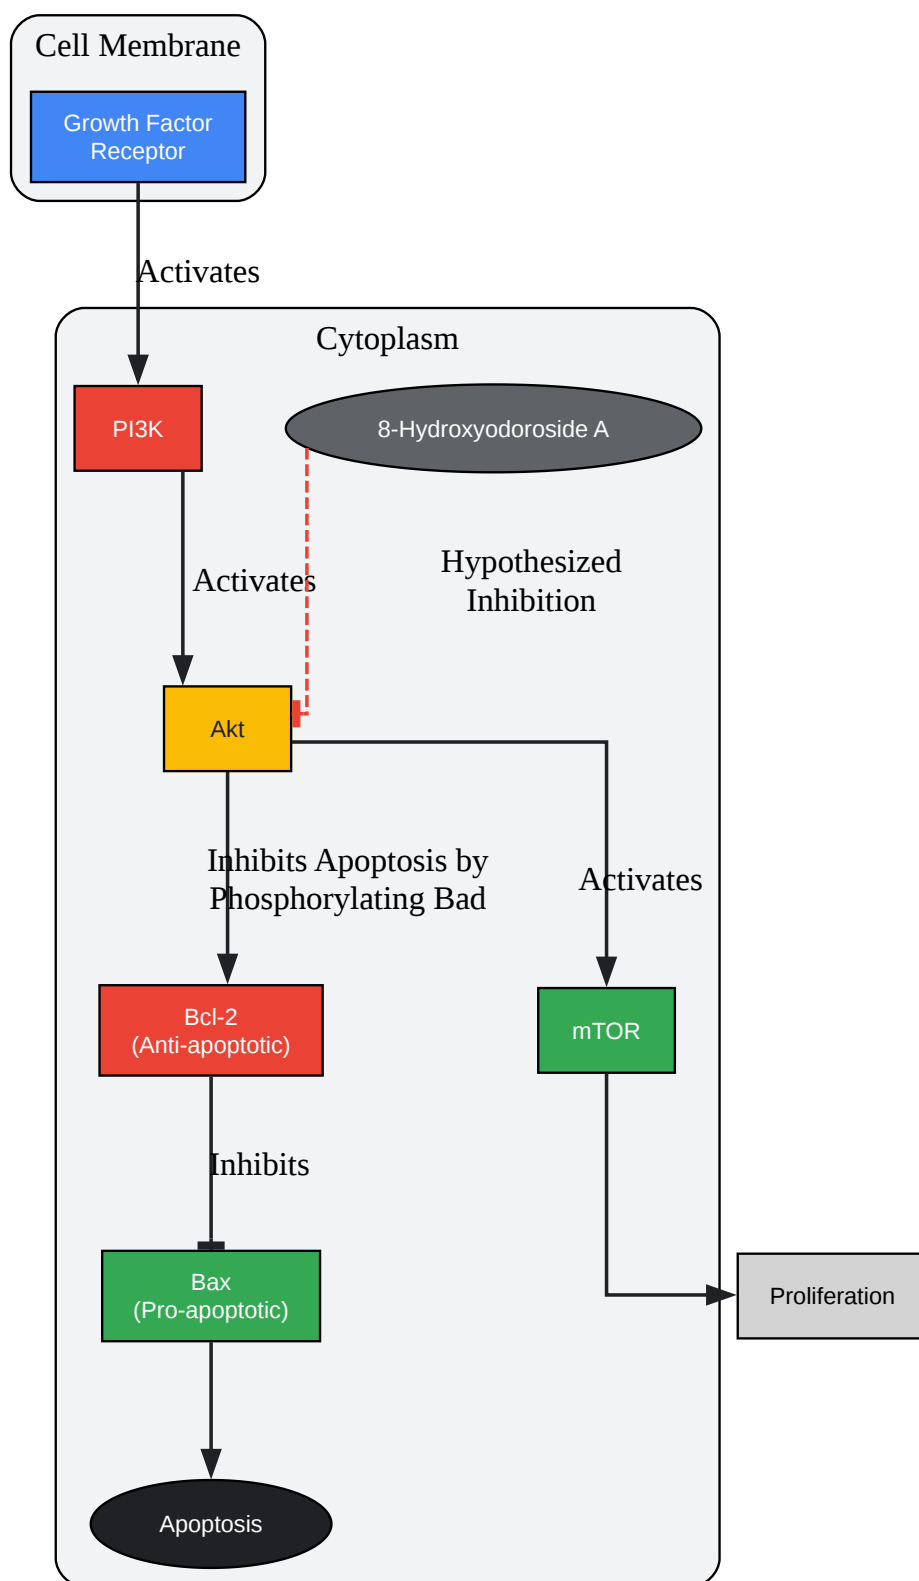 Cell Membrane
Growth Factor
Receptor
Activates
Cytoplasm
PI3K
8-Hydroxyodoroside A
Hypothesized
Inhibition
Activates
Akt
Inhibits Apoptosis by
Phosphorylating Bad
Activates
Bcl-2
(Anti-apoptotic)
mTOR
Inhibits
Bax
(Pro-apoptotic)
Proliferation
Apoptosis